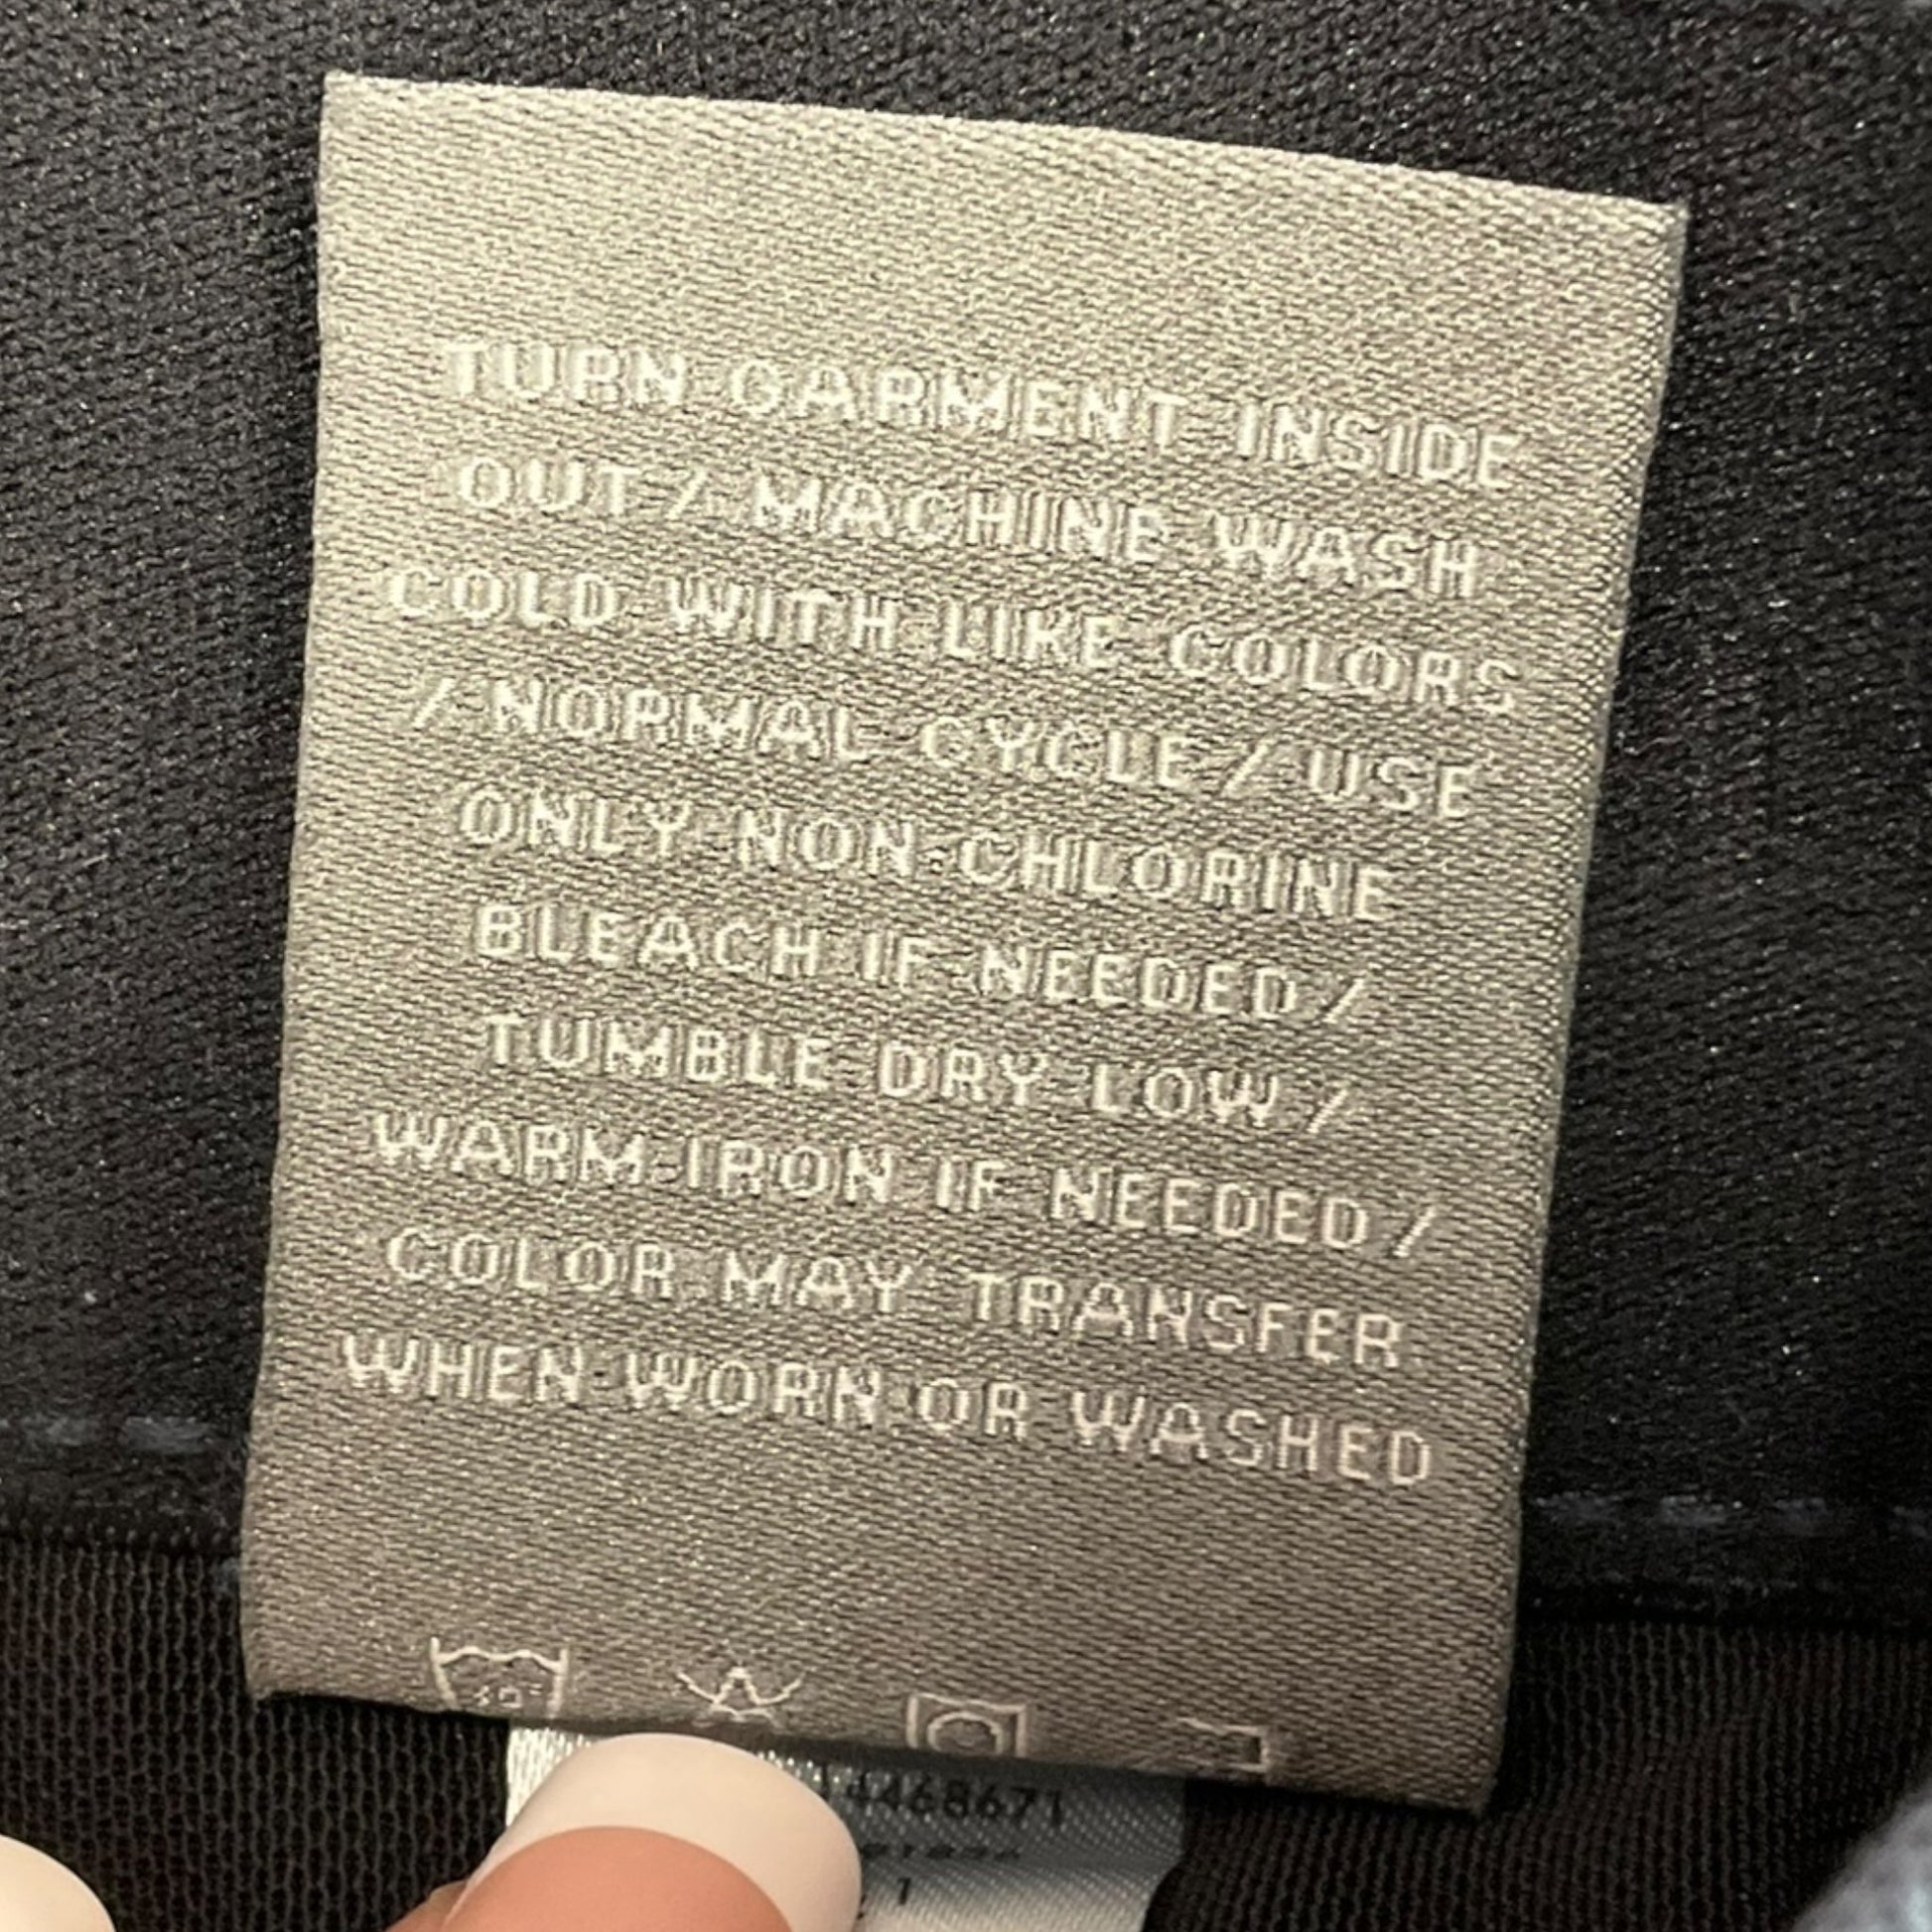 TURN GARMENT INSIDE
OUT / MACHINE WASH
COLD WITH LIKE COLORS
/ NORMAL CYCLE / USE
ONLY NON-CHLORINE
BLEACH IF NEEDED /
TUMBLE DRY LOW /
WARM IRON IF NEEDED /
COLOR MAY TRANSFER
WHEN WORN OR WASHED